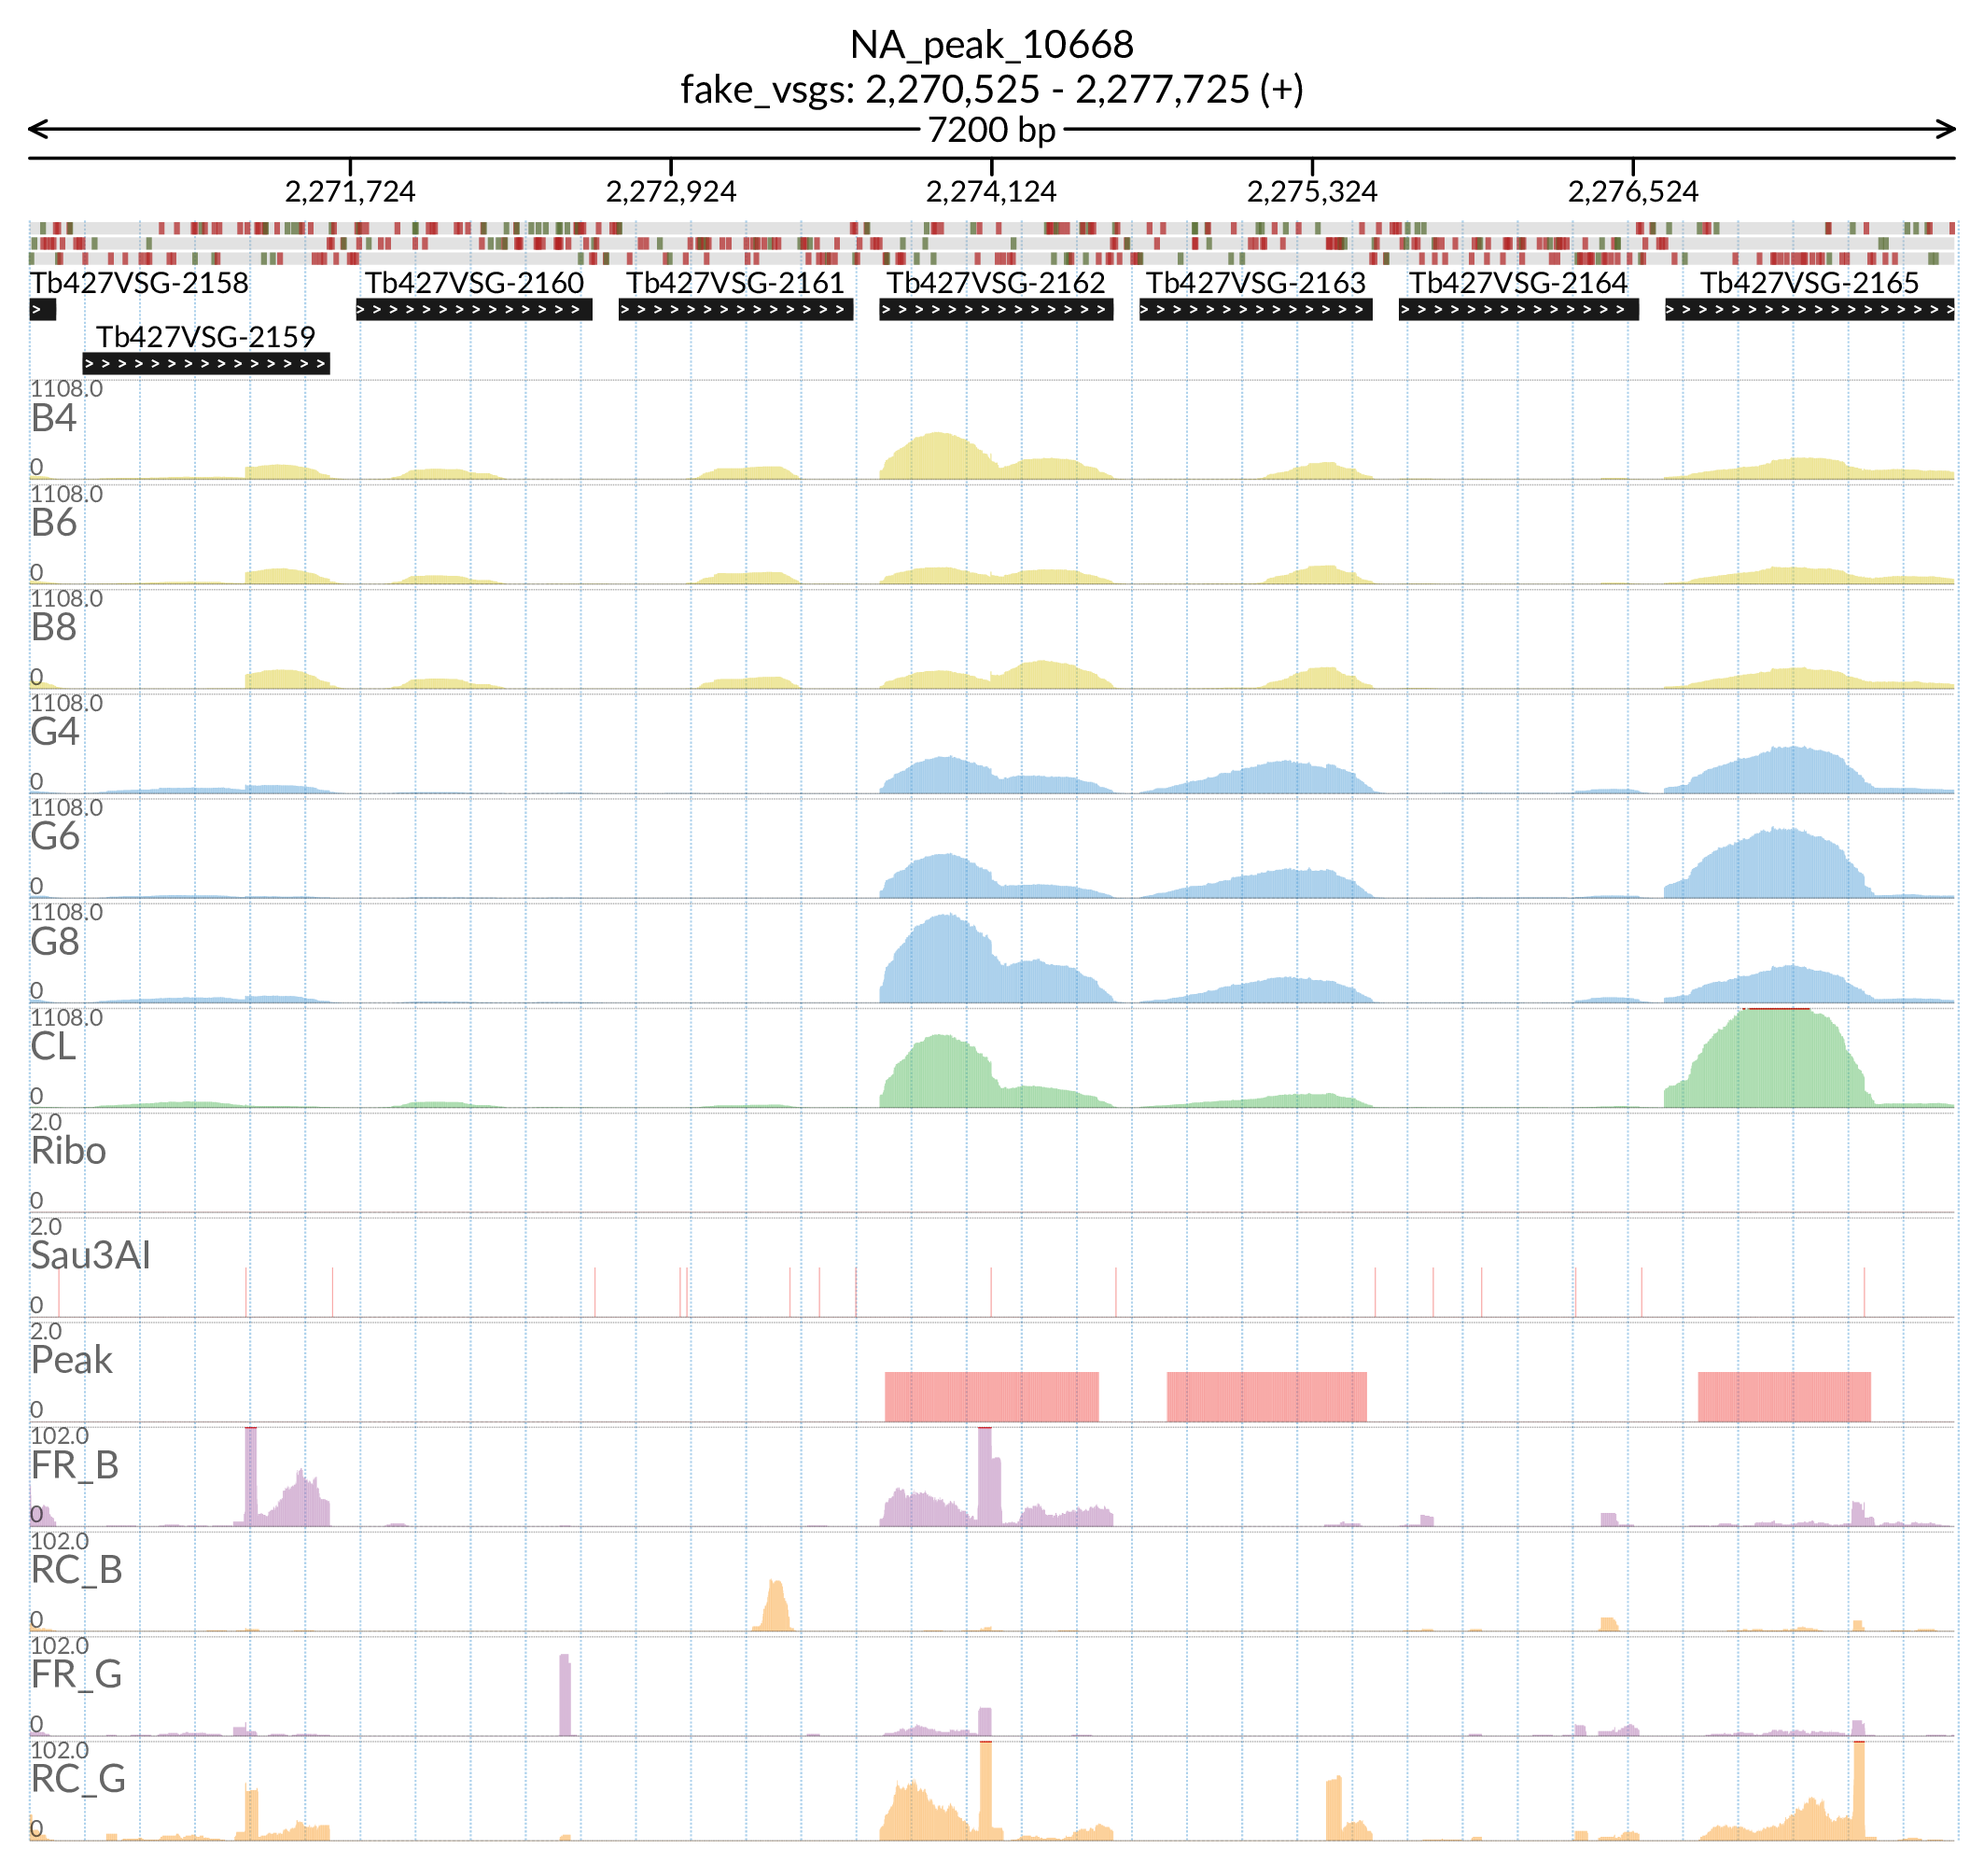 NA_peak_10668
fake_vsgs: 2,270,525 - 2,277,725 (+)
7200 bp
2,271,724 2,272,924 2,274,124 2,275,324 2,276,524
Tb427VSG-2158 Tb427VSG-2160 Tb427VSG-2161 Tb427VSG-2162 Tb427VSG-2163 Tb427VSG-2164 Tb427VSG-2165
Tb427VSG-2159
1108.0
B4
0
1108.0
B6
0
1108.0
B8
0
1108.0
G4
0
1108.0
G6
0
1108.0
G8
0
1108.0
CL
0
2.0
Ribo
0
2.0
Sau3AI
0
2.0
Peak
0
102.0
FR_B
0
102.0
RC_B
0
102.0
FR_G
0
102.0
RC_G
0